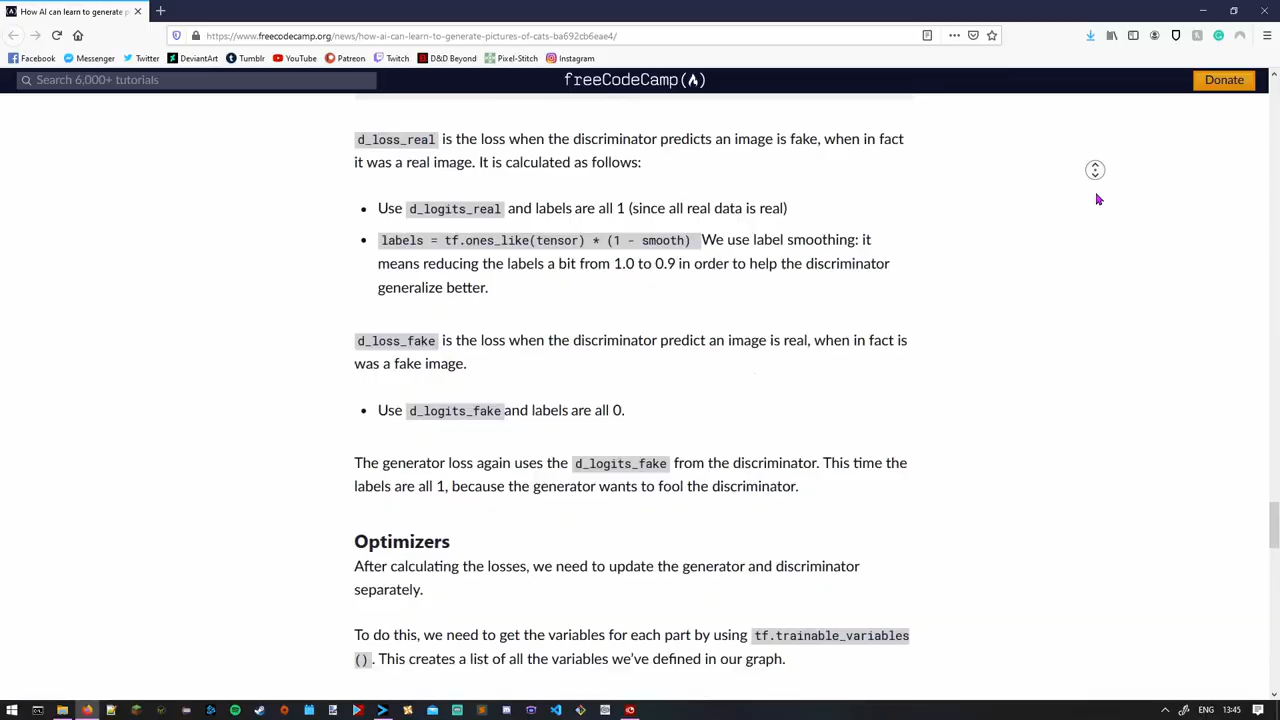 How AI can learn to generate p
https://www.freecodecamp.org/news/how-ai-can-learn-to-generate-pictures-of-cats-ba692cb6eae4/
Facebook Messenger Twitter DeviantArt Tumblr Patreon YouTube Twitch D&D Beyond Pixel-Stitch Instagram
Search 6,000+ tutorials
freeCodeCamp(🔥)
Donate
d_loss_real is the loss when the discriminator predicts an image is fake, when in fact
it was a real image. It is calculated as follows:
• Use d_logits_real and labels are all 1 (since all real data is real)
• labels = tf.ones_like(tensor) * (1 - smooth) We use label smoothing: it
means reducing the labels a bit from 1.0 to 0.9 in order to help the discriminator
generalize better.
d_loss_fake is the loss when the discriminator predict an image is real, when in fact is
was a fake image.
• Use d_logits_fake and labels are all 0.
The generator loss again uses the d_logits_fake from the discriminator. This time the
labels are all 1, because the generator wants to fool the discriminator.
Optimizers
After calculating the losses, we need to update the generator and discriminator
separately.
To do this, we need to get the variables for each part by using tf.trainable_variables
(). This creates a list of all the variables we've defined in our graph.
13:45